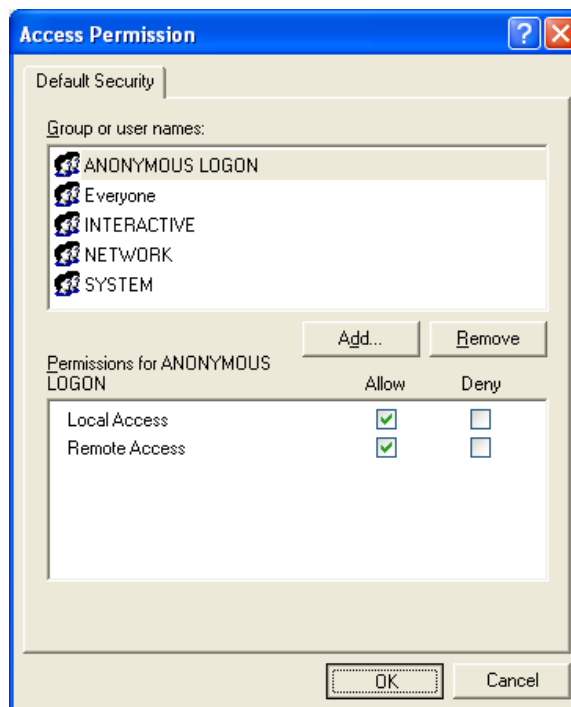 Access Permission
Default Security
Group or user names:
ANONYMOUS LOGON
Everyone
INTERACTIVE
NETWORK
SYSTEM
Add... Remove
Permissions for ANONYMOUS
LOGON Allow Deny
Local Access
Remote Access
OK Cancel